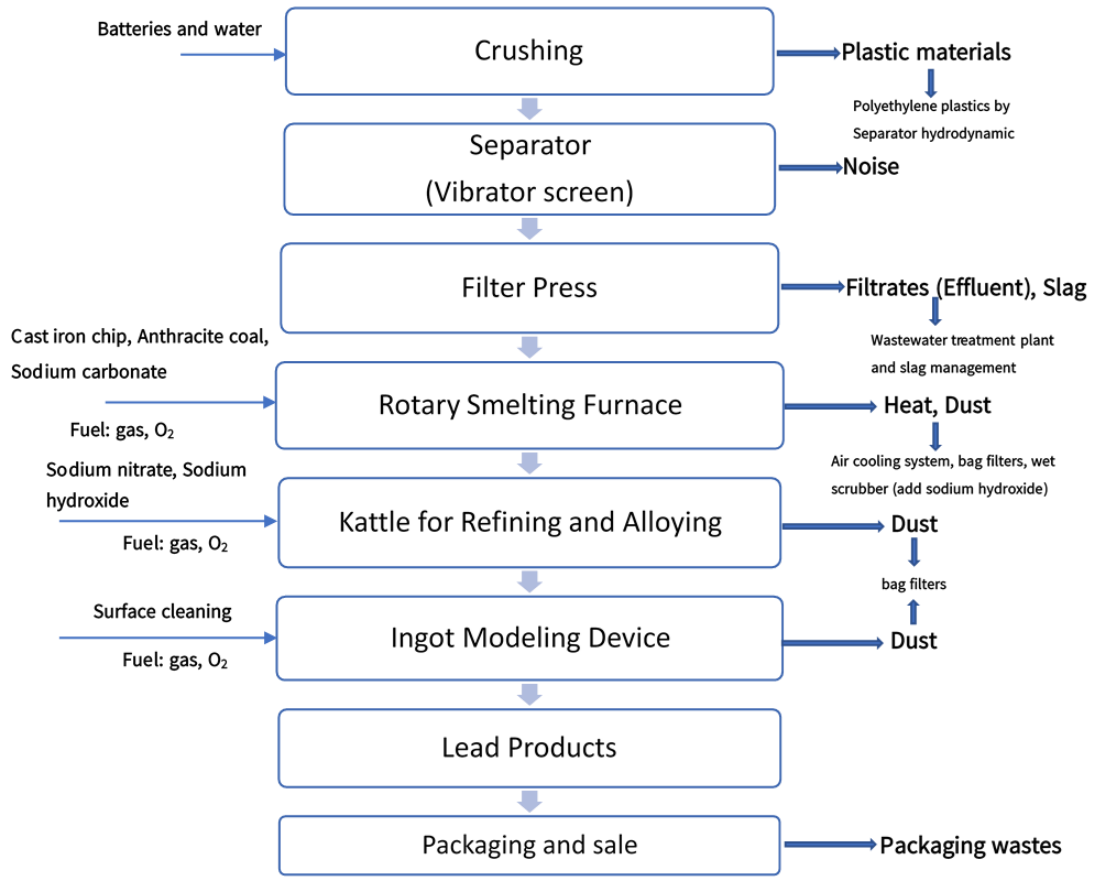 Batteries and water
Crushing
Plastic materials
Polyethylene plastics by
Separator hydrodynamic
Separator
(Vibrator screen)
Noise
Filter Press
Filtrates (Effluent), Slag
Wastewater treatment plant
and slag management
Cast iron chip, Anthracite coal,
Sodium carbonate
Fuel: gas, O₂
Rotary Smelting Furnace
Heat, Dust
Air cooling system, bag filters, wet
scrubber (add sodium hydroxide)
Sodium nitrate, Sodium
hydroxide
Fuel: gas, O₂
Kattle for Refining and Alloying
Dust
bag filters
Surface cleaning
Fuel: gas, O₂
Ingot Modeling Device
Dust
Lead Products
Packaging and sale
Packaging wastes